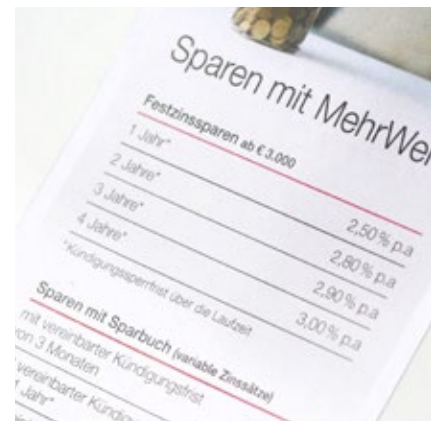 Sparen mit MehrWer
Festzinssparen ab € 3.000
1 Jahr* 2,50% p.a
2 Jahre* 2,80% p.a
3 Jahre* 2,90% p.a
4 Jahre* 3,00% p.a
*Kündigungssperrfrist über die Laufzeit
Sparen mit Sparbuch (variable Zinssätze)
mit vereinbarter Kündigungsfrist
von 3 Monaten
vereinbarter Kündig
Jahr*